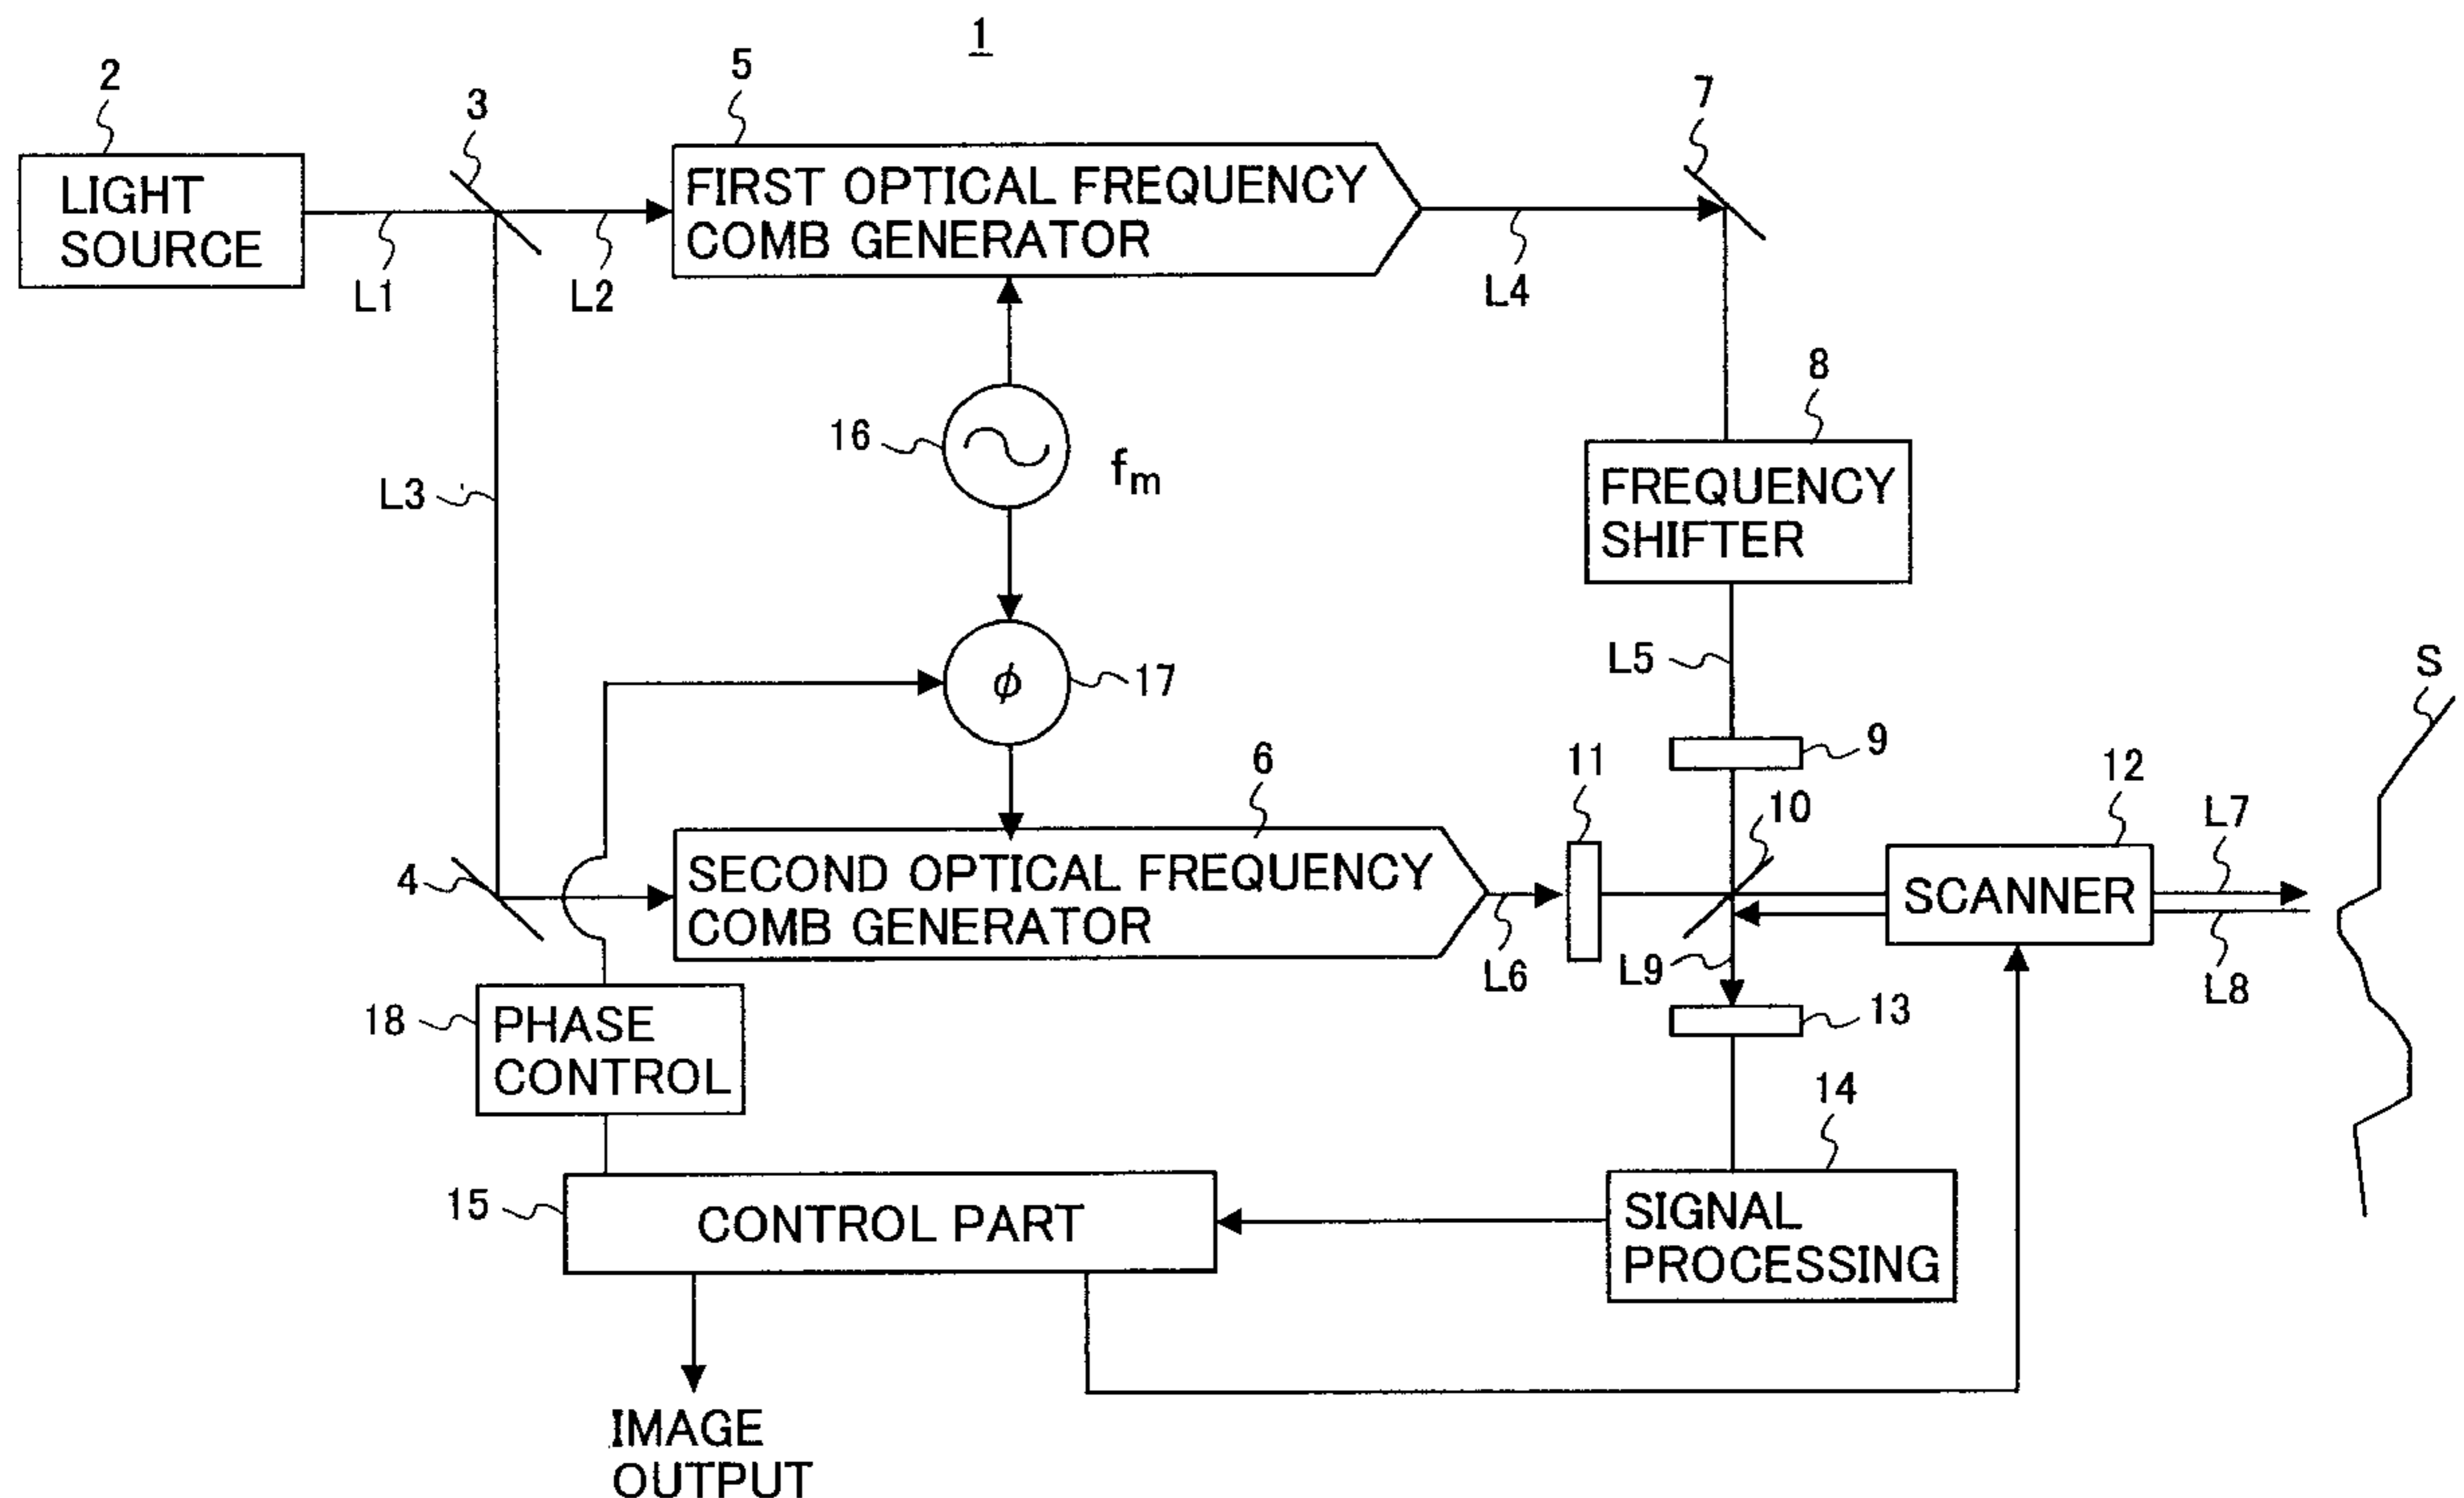 1
2
3
5
7
LIGHT
SOURCE
FIRST OPTICAL FREQUENCY
COMB GENERATOR
L1
L2
L4
8
16
fm
FREQUENCY
SHIFTER
L3
L5
S
ϕ
17
9
6
11
12
10
L7
4
SECOND OPTICAL FREQUENCY
COMB GENERATOR
SCANNER
L6
L9
L8
18
PHASE
CONTROL
13
14
15
CONTROL PART
SIGNAL
PROCESSING
IMAGE
OUTPUT